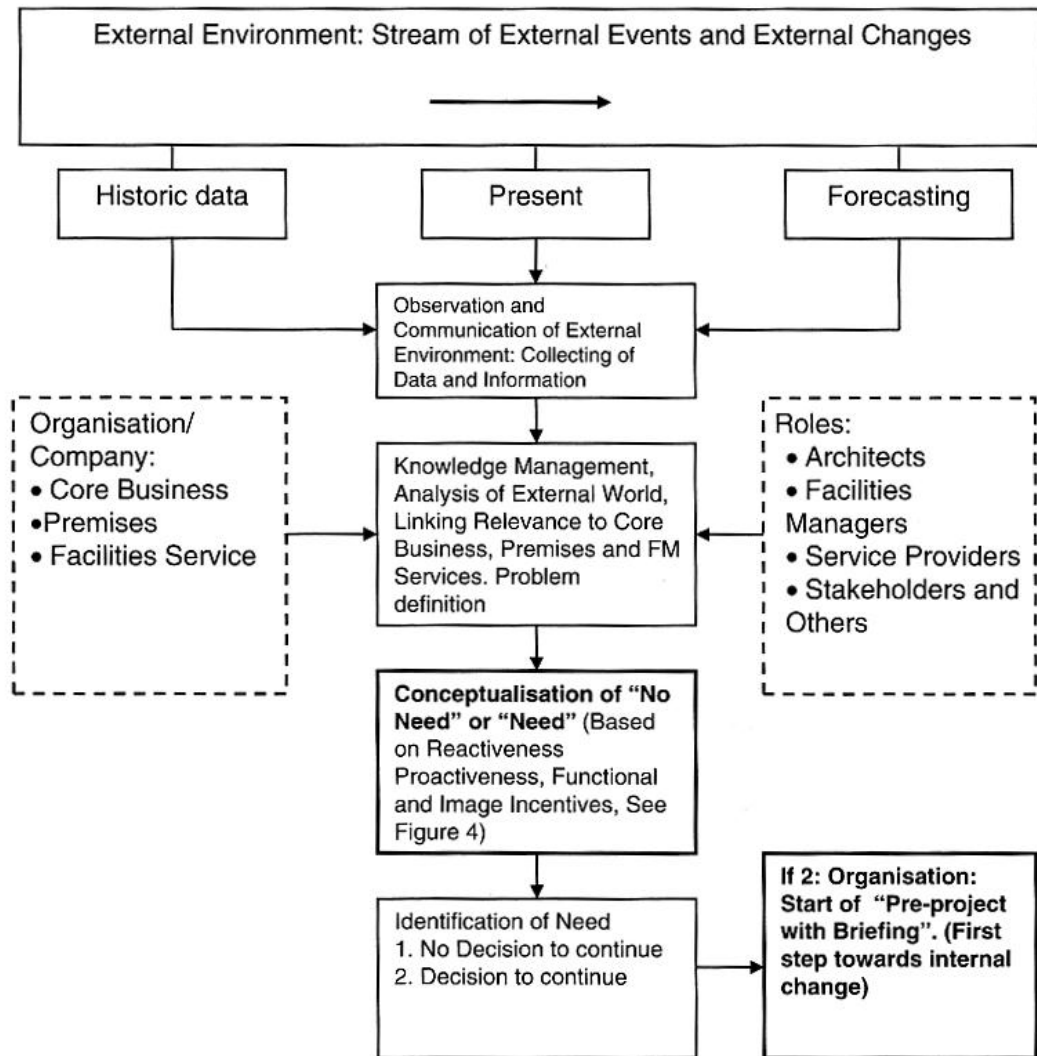 External Environment: Stream of External Events and External Changes
Historic data
Present
Forecasting
Observation and
Communication of External
Environment: Collecting of
Data and Information
Organisation/
Company:
• Core Business
•Premises
• Facilities Service
Knowledge Management,
Analysis of External World,
Linking Relevance to Core
Business, Premises and FM
Services. Problem
definition
Roles:
• Architects
• Facilities
Managers
• Service Providers
• Stakeholders and
Others
Conceptualisation of “No
Need” or “Need” (Based
on Reactiveness
Proactiveness, Functional
and Image Incentives, See
Figure 4)
Identification of Need
1. No Decision to continue
2. Decision to continue
If 2: Organisation:
Start of “Pre-project
with Briefing”. (First
step towards internal
change)